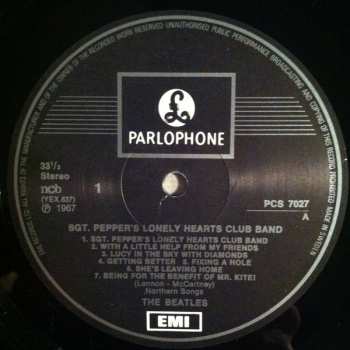 ALL RIGHTS OF THE MANUFACTURER AND OF THE OWNER OF THE RECORDED WORK RESERVED UNAUTHORISED PUBLIC PERFORMANCE BROADCASTING AND COPYING OF THIS RECORD PROHIBITED MADE IN SWEDEN
£
PARLOPHONE
33⅓
Stereo
ncb
(YEX.637)
℗ 1967
1
PCS 7027
A
SGT. PEPPER'S LONELY HEARTS CLUB BAND
1. SGT. PEPPER'S LONELY HEARTS CLUB BAND
2. WITH A LITTLE HELP FROM MY FRIENDS
3. LUCY IN THE SKY WITH DIAMONDS
4. GETTING BETTER 5. FIXING A HOLE
6. SHE'S LEAVING HOME
7. BEING FOR THE BENEFIT OF MR. KITE!
(Lennon - McCartney)
Northern Songs
THE BEATLES
EMI